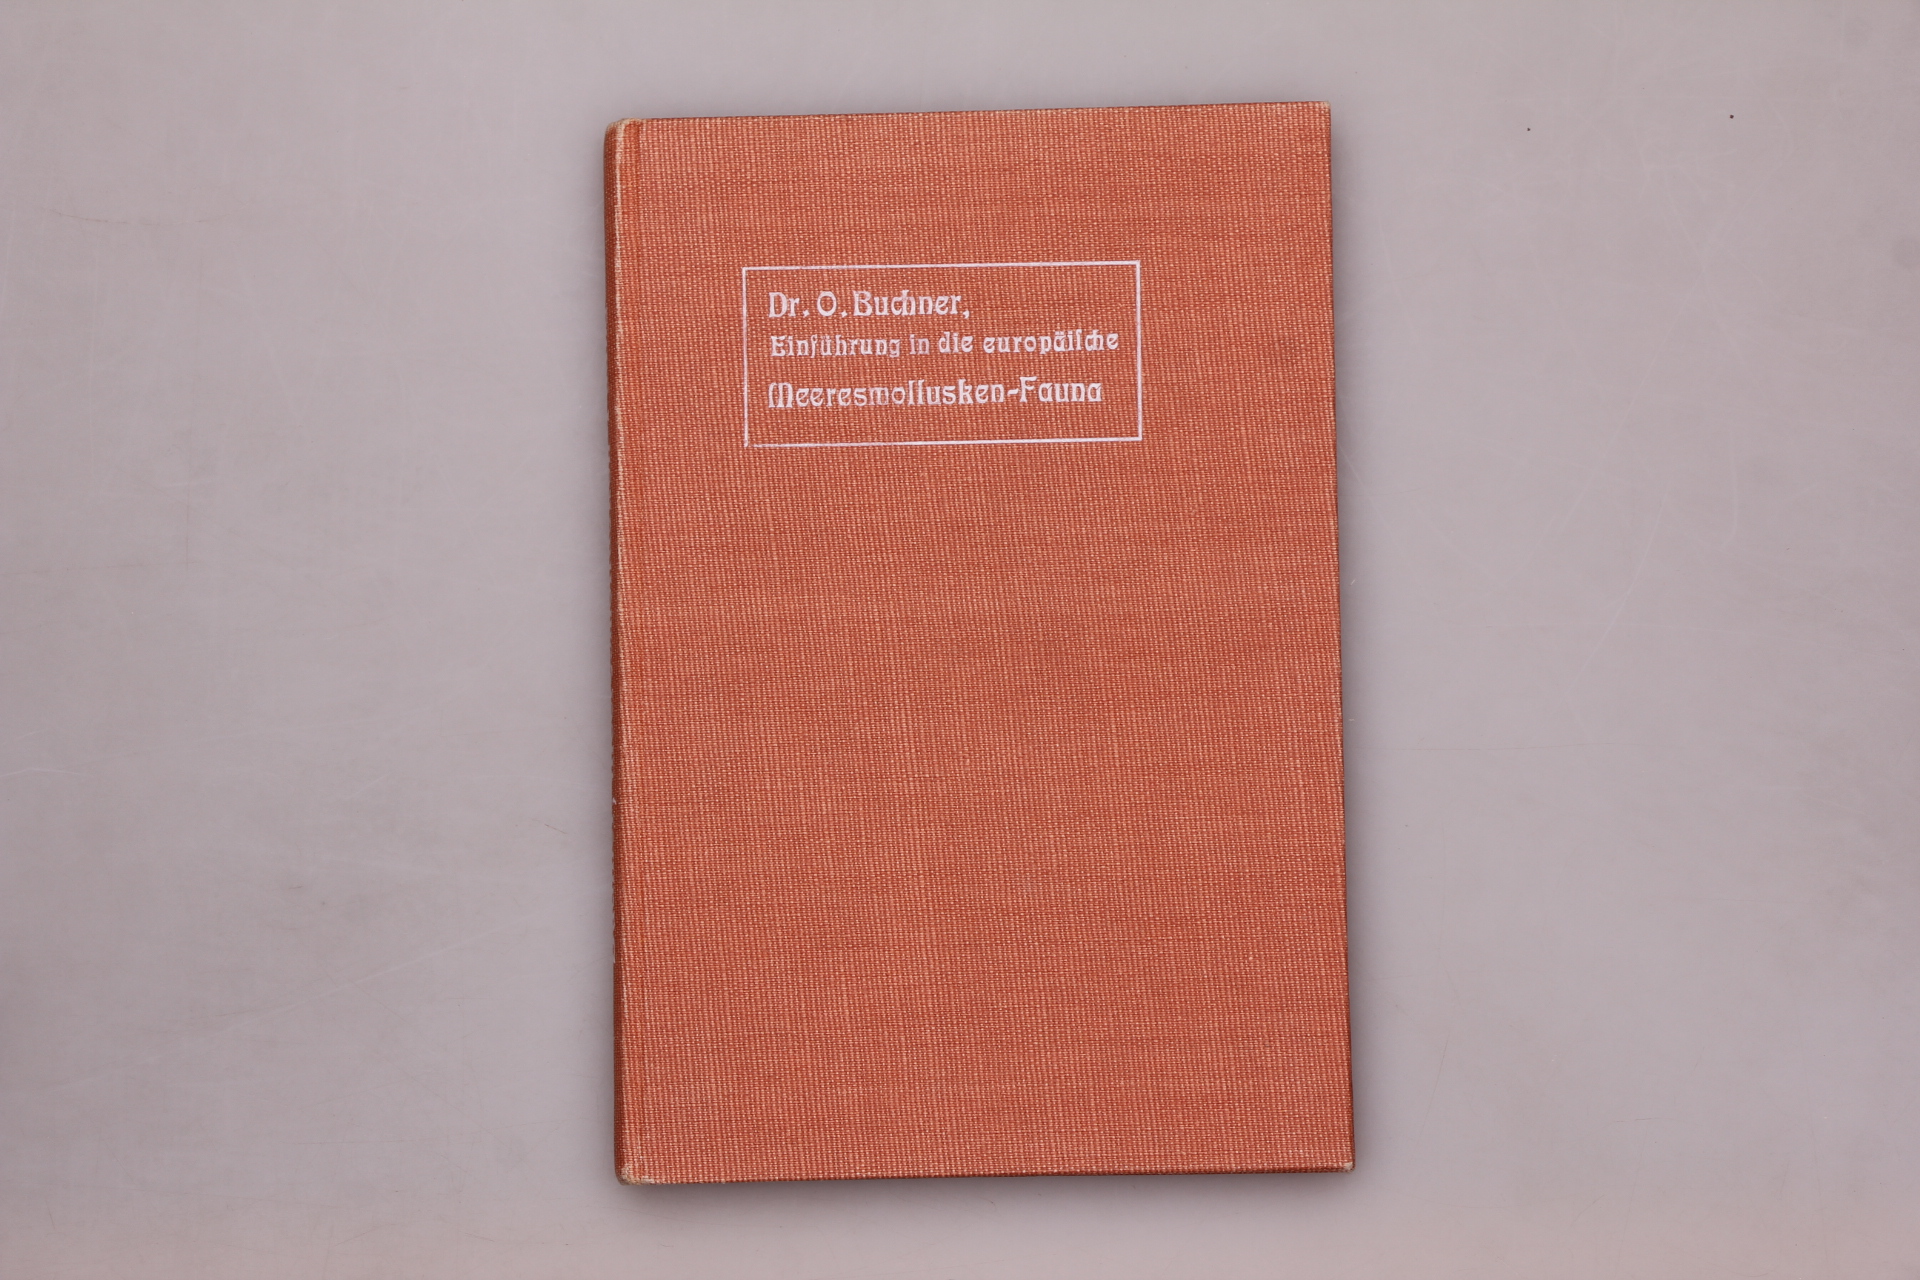 Dr. O. Buchner,
Einführung in die europäiſche
Meeresmollusken-Fauna